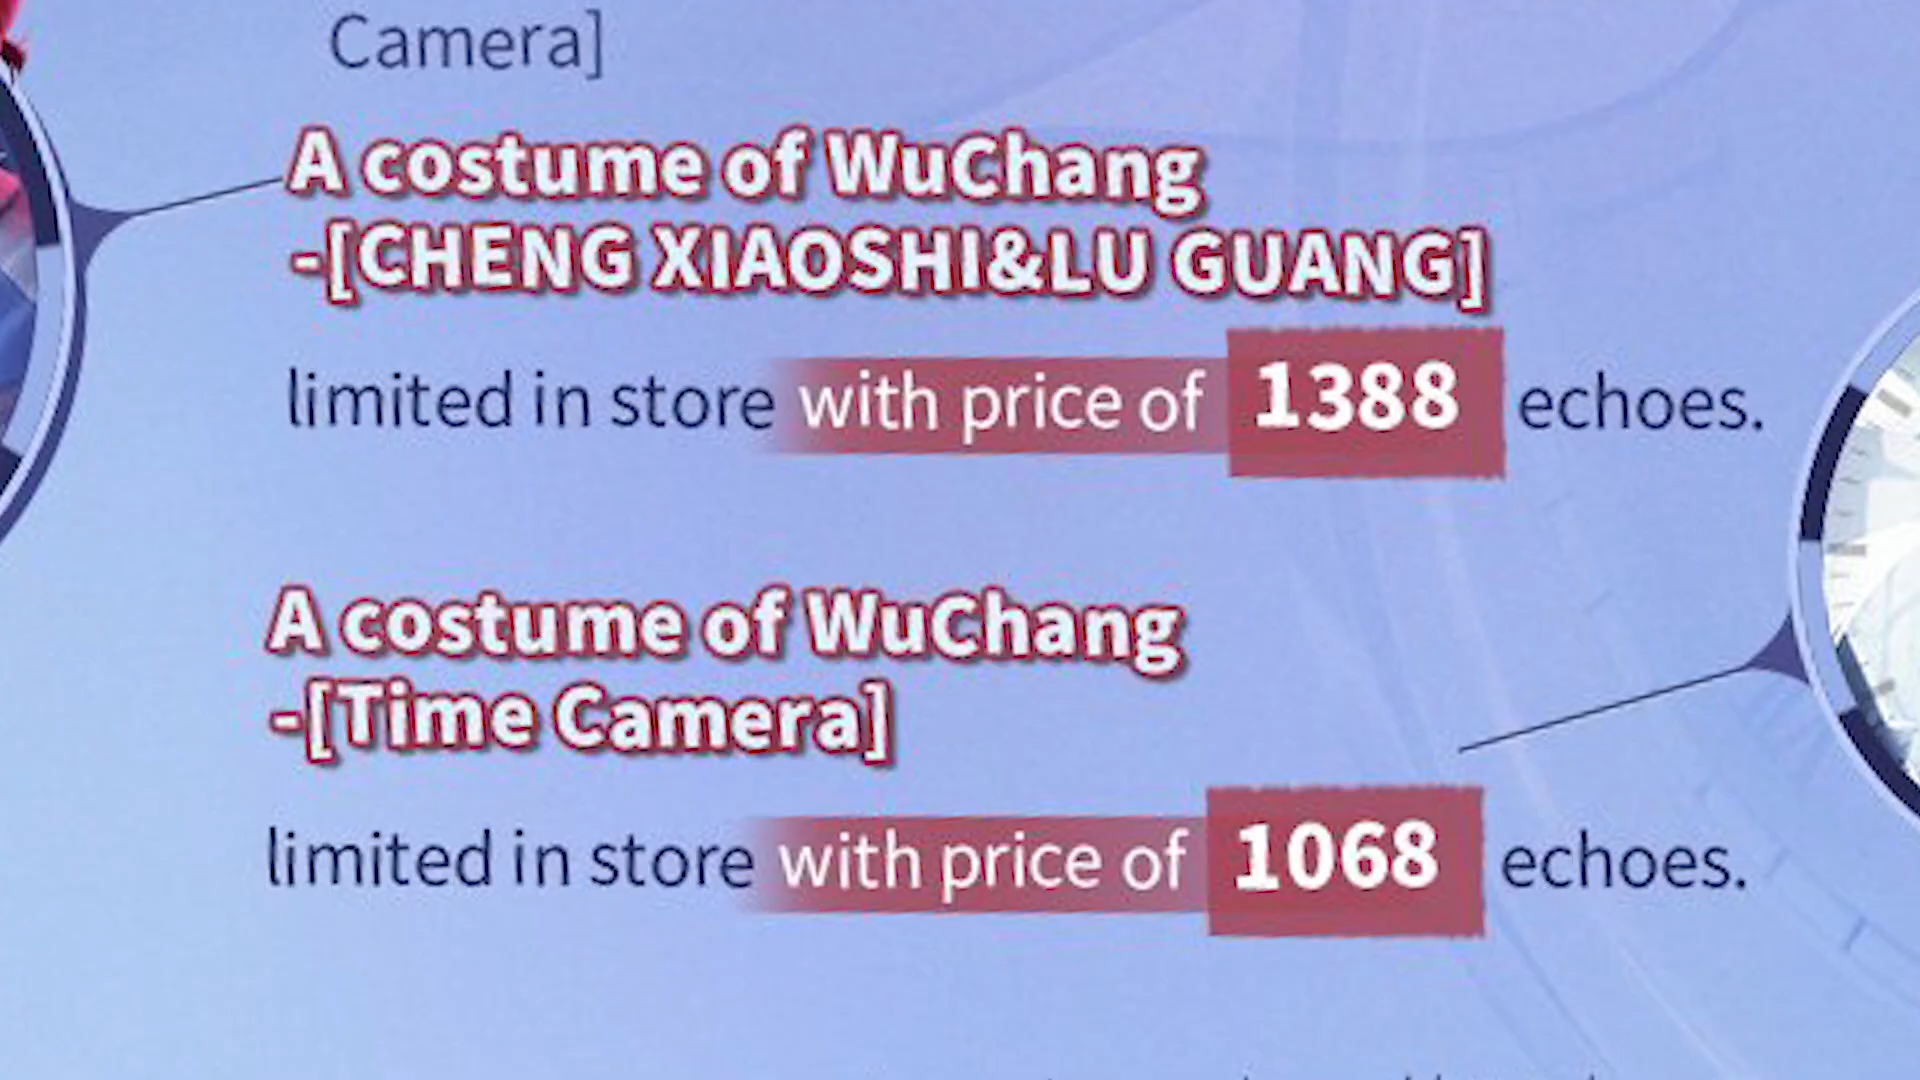 Camera]
A costume of WuChang
-[CHENG XIAOSHI&LU GUANG]
limited in store with price of 1388 echoes.
A costume of WuChang
-[Time Camera]
limited in store with price of 1068 echoes.